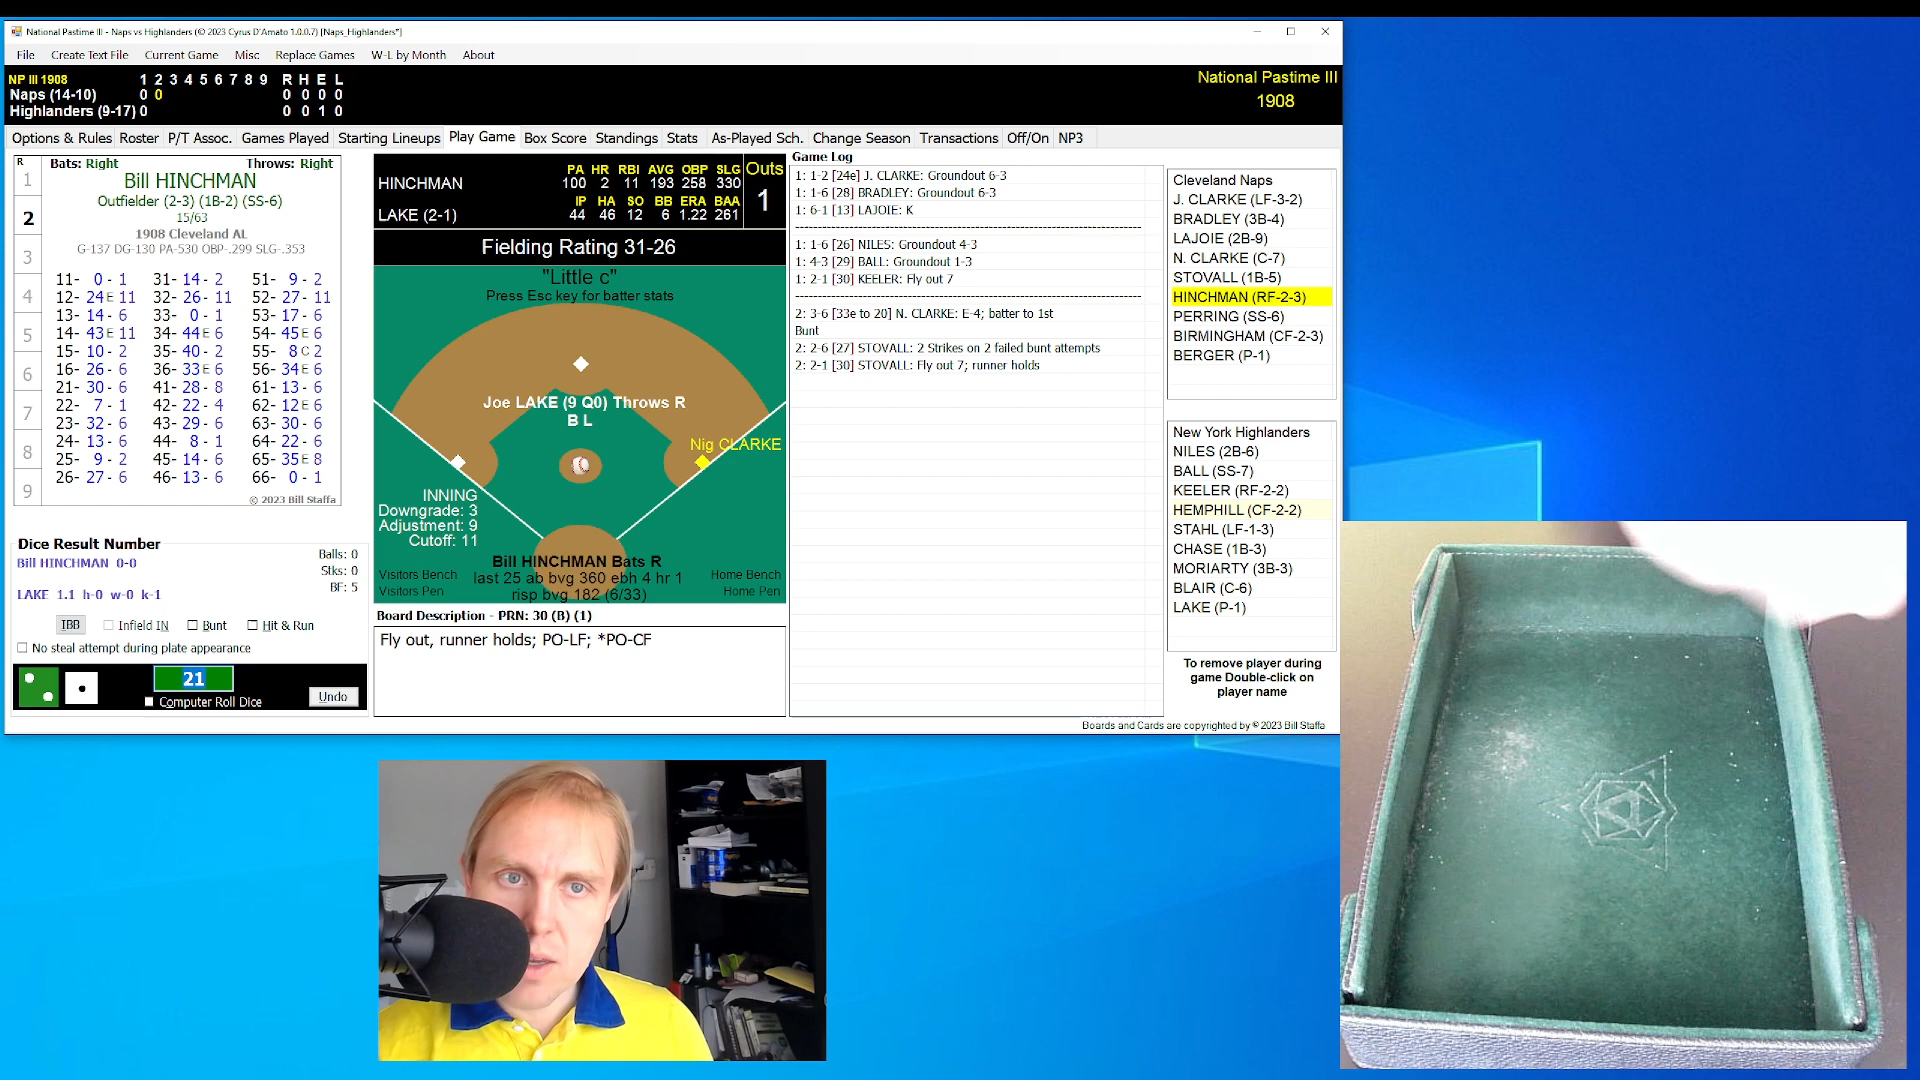 National Pastime III - Naps vs Highlanders (© 2023 Cyrus D'Amato 1.0.0.7) [Naps_Highlanders*]
File Create Text File Current Game Misc Replace Games W-L by Month About
NP III 1908 1 2 3 4 5 6 7 8 9 R H E L
Naps (14-10) 0 0 0 0 0 0
Highlanders (9-17) 0 0 0 1 0
National Pastime III
1908
Options & Rules Roster P/T Assoc. Games Played Starting Lineups Play Game Box Score Standings Stats As-Played Sch. Change Season Transactions Off/On NP3
R
1
2
3
4
5
6
7
8
9
Bats: Right Throws: Right
Bill HINCHMAN
Outfielder (2-3) (1B-2) (SS-6)
15/63
1908 Cleveland AL
G-137 DG-130 PA-530 OBP-.299 SLG-.353
11- 0 - 1 31- 14 - 2 51- 9 - 2
12- 24 E 11 32- 26 - 11 52- 27 - 11
13- 14 - 6 33- 0 - 1 53- 17 - 6
14- 43 E 11 34- 44 E 6 54- 45 E 6
15- 10 - 2 35- 40 - 2 55- 8 C 2
16- 26 - 6 36- 33 E 6 56- 34 E 6
21- 30 - 6 41- 28 - 8 61- 13 - 6
22- 7 - 1 42- 22 - 4 62- 12 E 6
23- 32 - 6 43- 29 - 6 63- 30 - 6
24- 13 - 6 44- 8 - 1 64- 22 - 6
25- 9 - 2 45- 14 - 6 65- 35 E 8
26- 27 - 6 46- 13 - 6 66- 0 - 1
© 2023 Bill Staffa
Dice Result Number
Bill HINCHMAN 0-0
LAKE 1.1 h-0 w-0 k-1
Balls: 0
Stks: 0
BF: 5
IBB Infield IN Bunt Hit & Run
No steal attempt during plate appearance
21
Computer Roll Dice
Undo
PA HR RBI AVG OBP SLG
HINCHMAN 100 2 11 193 258 330
IP HA SO BB ERA BAA
LAKE (2-1) 44 46 12 6 1.22 261
Outs
1
Fielding Rating 31-26
"Little c"
Press Esc key for batter stats
Joe LAKE (9 Q0) Throws R
B L
Nig CLARKE
INNING
Downgrade: 3
Adjustment: 9
Cutoff: 11
Bill HINCHMAN Bats R
last 25 ab bvg 360 ebh 4 hr 1
risp bvg 182 (6/33)
Visitors Bench
Visitors Pen
Home Bench
Home Pen
Board Description - PRN: 30 (B) (1)
Fly out, runner holds; PO-LF; *PO-CF
Game Log
1: 1-2 [24e] J. CLARKE: Groundout 6-3
1: 1-6 [28] BRADLEY: Groundout 6-3
1: 6-1 [13] LAJOIE: K
1: 1-6 [26] NILES: Groundout 4-3
1: 4-3 [29] BALL: Groundout 1-3
1: 2-1 [30] KEELER: Fly out 7
2: 3-6 [33e to 20] N. CLARKE: E-4; batter to 1st
Bunt
2: 2-6 [27] STOVALL: 2 Strikes on 2 failed bunt attempts
2: 2-1 [30] STOVALL: Fly out 7; runner holds
Cleveland Naps
J. CLARKE (LF-3-2)
BRADLEY (3B-4)
LAJOIE (2B-9)
N. CLARKE (C-7)
STOVALL (1B-5)
HINCHMAN (RF-2-3)
PERRING (SS-6)
BIRMINGHAM (CF-2-3)
BERGER (P-1)
New York Highlanders
NILES (2B-6)
BALL (SS-7)
KEELER (RF-2-2)
HEMPHILL (CF-2-2)
STAHL (LF-1-3)
CHASE (1B-3)
MORIARTY (3B-3)
BLAIR (C-6)
LAKE (P-1)
To remove player during
game Double-click on
player name
Boards and Cards are copyrighted by © 2023 Bill Staffa